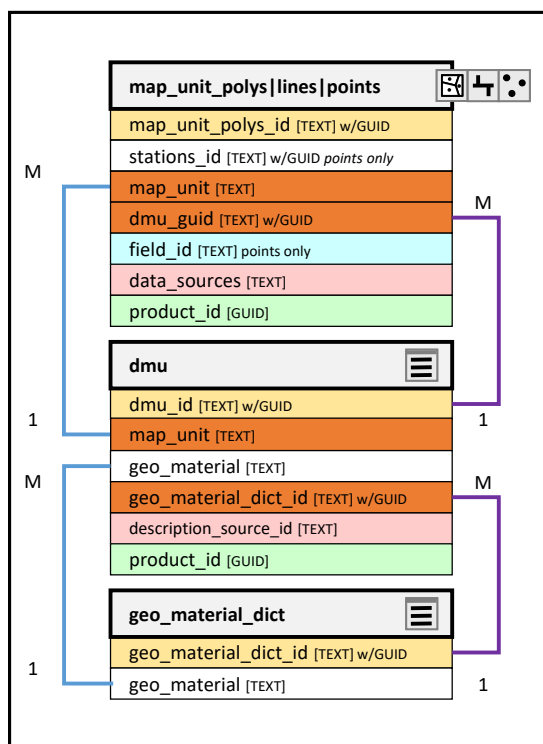 map_unit_polys|lines|points
map_unit_polys_id [TEXT] w/GUID
stations_id [TEXT] w/GUID points only
M
map_unit [TEXT]
M
dmu_guid [TEXT] w/GUID
field_id [TEXT] points only
data_sources [TEXT]
product_id [GUID]
dmu
dmu_id [TEXT] w/GUID
1
1
map_unit [TEXT]
geo_material [TEXT]
M
M
geo_material_dict_id [TEXT] w/GUID
description_source_id [TEXT]
product_id [GUID]
geo_material_dict
geo_material_dict_id [TEXT] w/GUID
1
geo_material [TEXT]
1